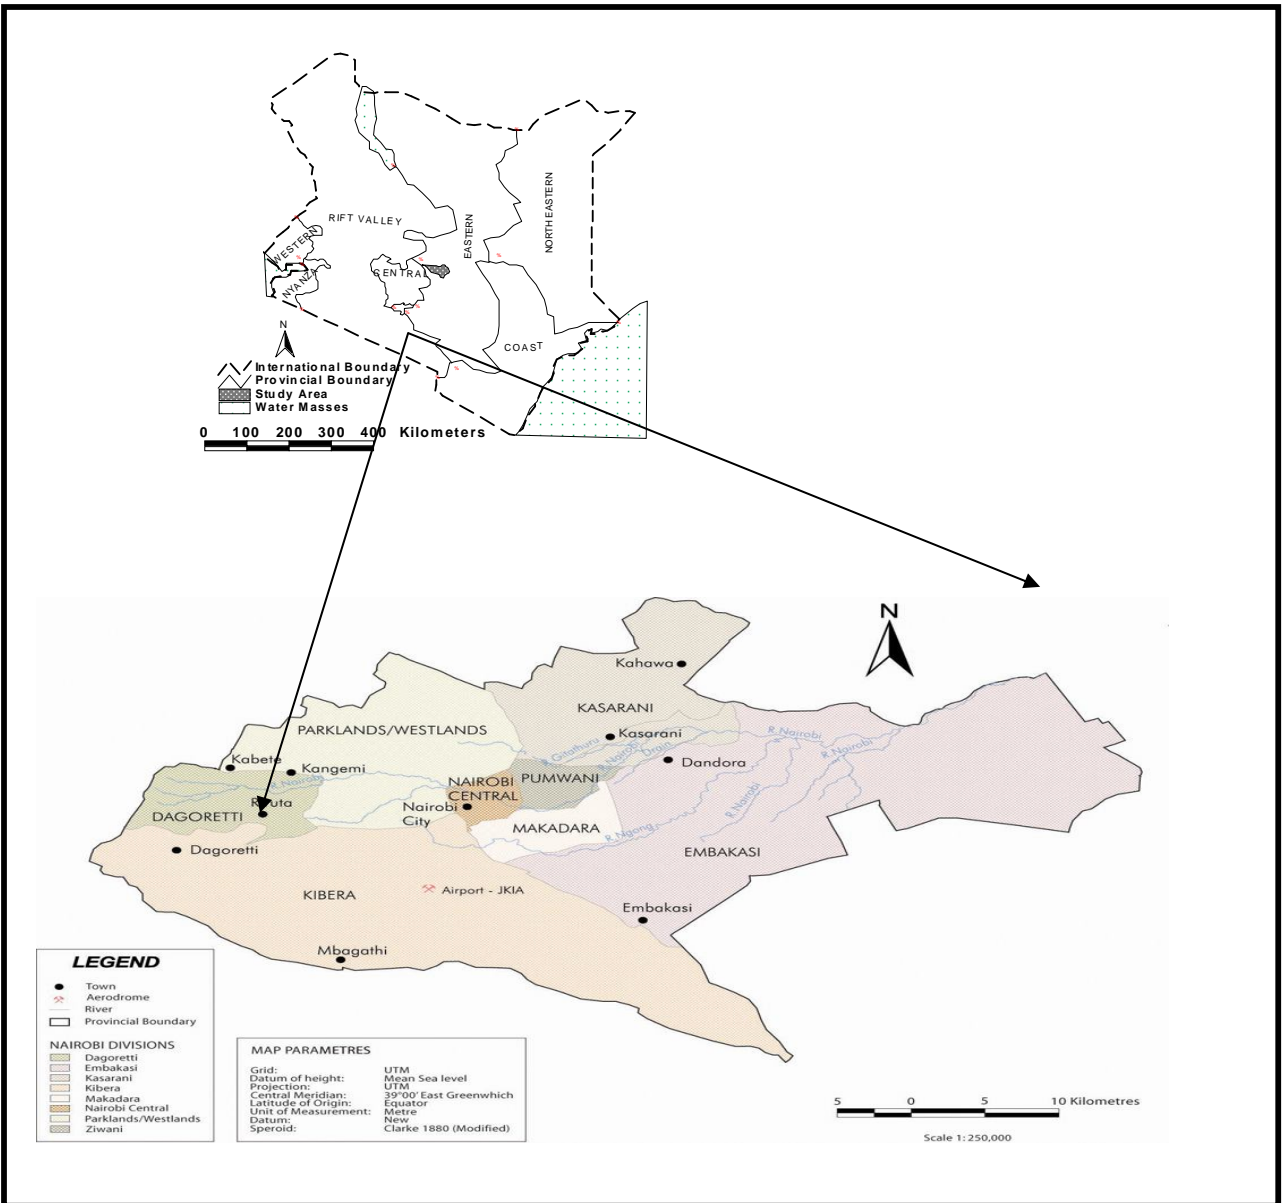 RIFT VALLEY
EASTERN
NORTH EASTERN
WESTERN
NYANZA
CENTRAL
COAST
N
International Boundary
Provincial Boundary
Study Area
Water Masses
0 100 200 300 400 Kilometers
N
Kahawa
KASARANI
Kasarani
PARKLANDS/WESTLANDS
R. Gitathuru
R. Nairobi
Drain
R. Nairobi
R. Nairobi
R. Nairobi
Kabete
Kangemi
R. Nairobi
DAGORETTI
Dagoretti
NAIROBI
CENTRAL
Nairobi
City
PUMWANI
Dandora
MAKADARA
R. Ngong
EMBAKASI
Embakasi
KIBERA
Airport - JKIA
Mbagathi
LEGEND
Town
Aerodrome
River
Provincial Boundary
NAIROBI DIVISIONS
Dagoretti
Embakasi
Kasarani
Kibera
Makadara
Nairobi Central
Parklands/Westlands
Ziwani
MAP PARAMETRES
Grid: UTM
Datum of height: Mean Sea level
Projection: UTM
Central Meridian: 39°00' East Greenwhich
Latitude of Origin: Equator
Unit of Measurement: Metre
Datum: New
Speroid: Clarke 1880 (Modified)
5 0 5 10 Kilometres
Scale 1: 250,000